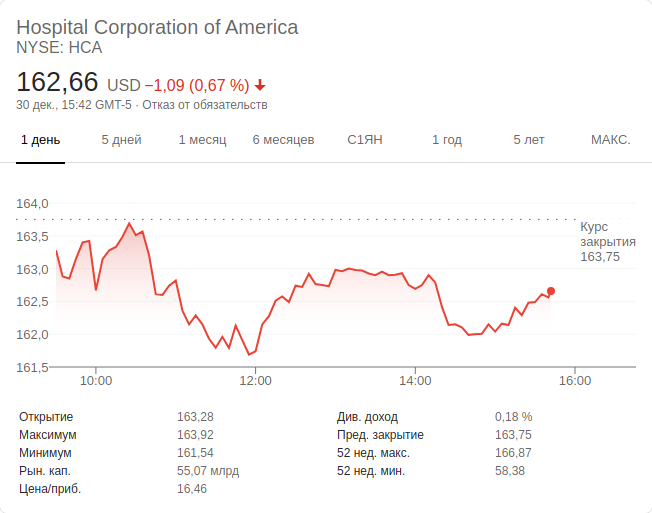 Hospital Corporation of America
NYSE: HCA
162,66 USD −1,09 (0,67 %)
30 дек., 15:42 GMT-5 · Отказ от обязательств
1 день 5 дней 1 месяц 6 месяцев С1ЯН 1 год 5 лет МАКС.
164,0
163,5
163,0
162,5
162,0
161,5
Курс
закрытия
163,75
10:00 12:00 14:00 16:00
Открытие 163,28 Див. доход 0,18 %
Максимум 163,92 Пред. закрытие 163,75
Минимум 161,54 52 нед. макс. 166,87
Рын. кап. 55,07 млрд 52 нед. мин. 58,38
Цена/приб. 16,46